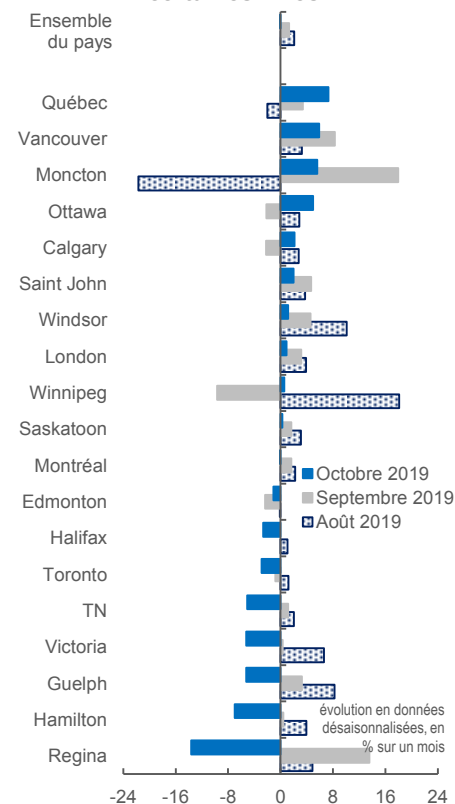 Ensemble
du pays
Québec
Vancouver
Moncton
Ottawa
Calgary
Saint John
Windsor
London
Winnipeg
Saskatoon
Montréal
Edmonton
Halifax
Toronto
TN
Victoria
Guelph
Hamilton
Regina
Octobre 2019
Septembre 2019
Août 2019
évolution en données
désaisonnalisées, en
% sur un mois
-24 -16 -8 0 8 16 24